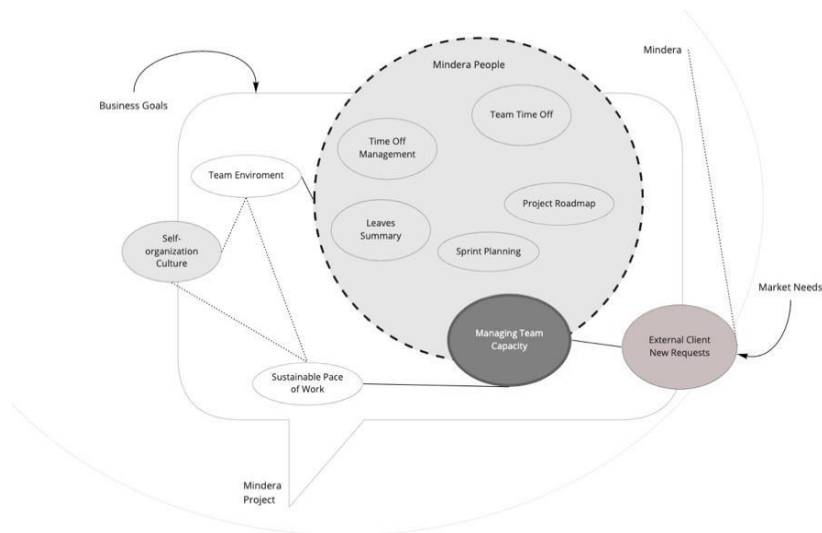 Mindera
Mindera People
Business Goals
Team Time Off
Time Off
Management
Team Enviroment
Project Roadmap
Leaves
Summary
Self-
organization
Culture
Sprint Planning
Market Needs
Managing Team
Capacity
External Client
New Requests
Sustainable Pace
of Work
Mindera
Project